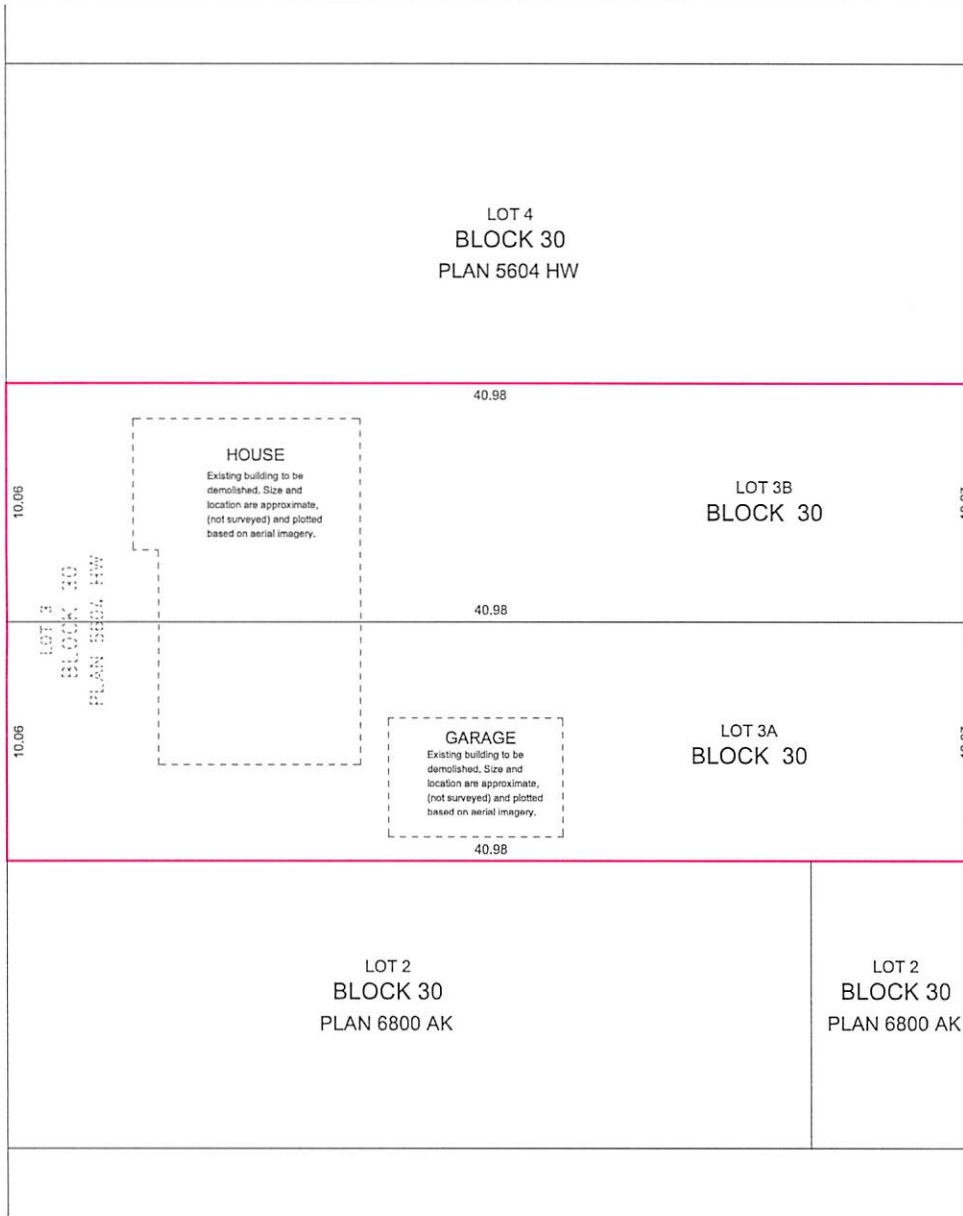 LOT 4
BLOCK 30
PLAN 5604 HW
40.98
HOUSE
Existing building to be
demolished. Size and
location are approximate,
(not surveyed) and plotted
based on aerial imagery.
10.06
LOT 3B
BLOCK 30
LOT 3
BLOCK 30
PLAN 5604 HW
40.98
10.06
GARAGE
Existing building to be
demolished. Size and
location are approximate,
(not surveyed) and plotted
based on aerial imagery.
LOT 3A
BLOCK 30
40.98
LOT 2
BLOCK 30
PLAN 6800 AK
LOT 2
BLOCK 30
PLAN 6800 AK